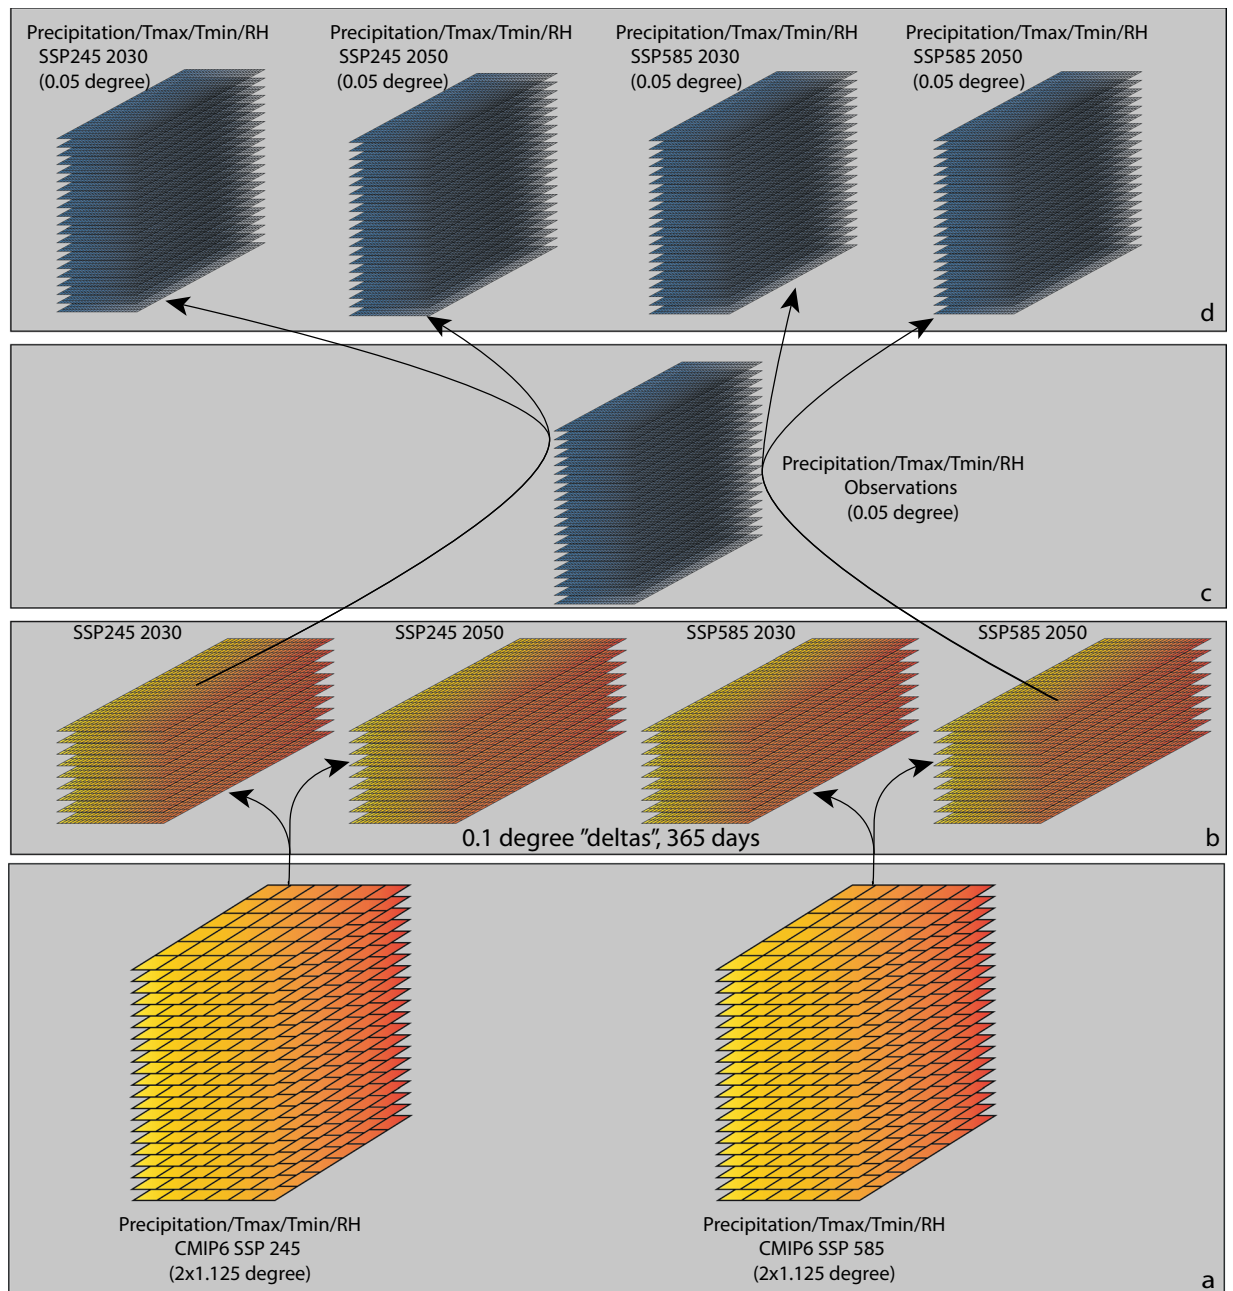 Precipitation/Tmax/Tmin/RH
SSP245 2030
(0.05 degree)
Precipitation/Tmax/Tmin/RH
SSP245 2050
(0.05 degree)
Precipitation/Tmax/Tmin/RH
SSP585 2030
(0.05 degree)
Precipitation/Tmax/Tmin/RH
SSP585 2050
(0.05 degree)
d
Precipitation/Tmax/Tmin/RH
Observations
(0.05 degree)
c
SSP245 2030
SSP245 2050
SSP585 2030
SSP585 2050
0.1 degree "deltas", 365 days
b
Precipitation/Tmax/Tmin/RH
CMIP6 SSP 245
(2x1.125 degree)
Precipitation/Tmax/Tmin/RH
CMIP6 SSP 585
(2x1.125 degree)
a